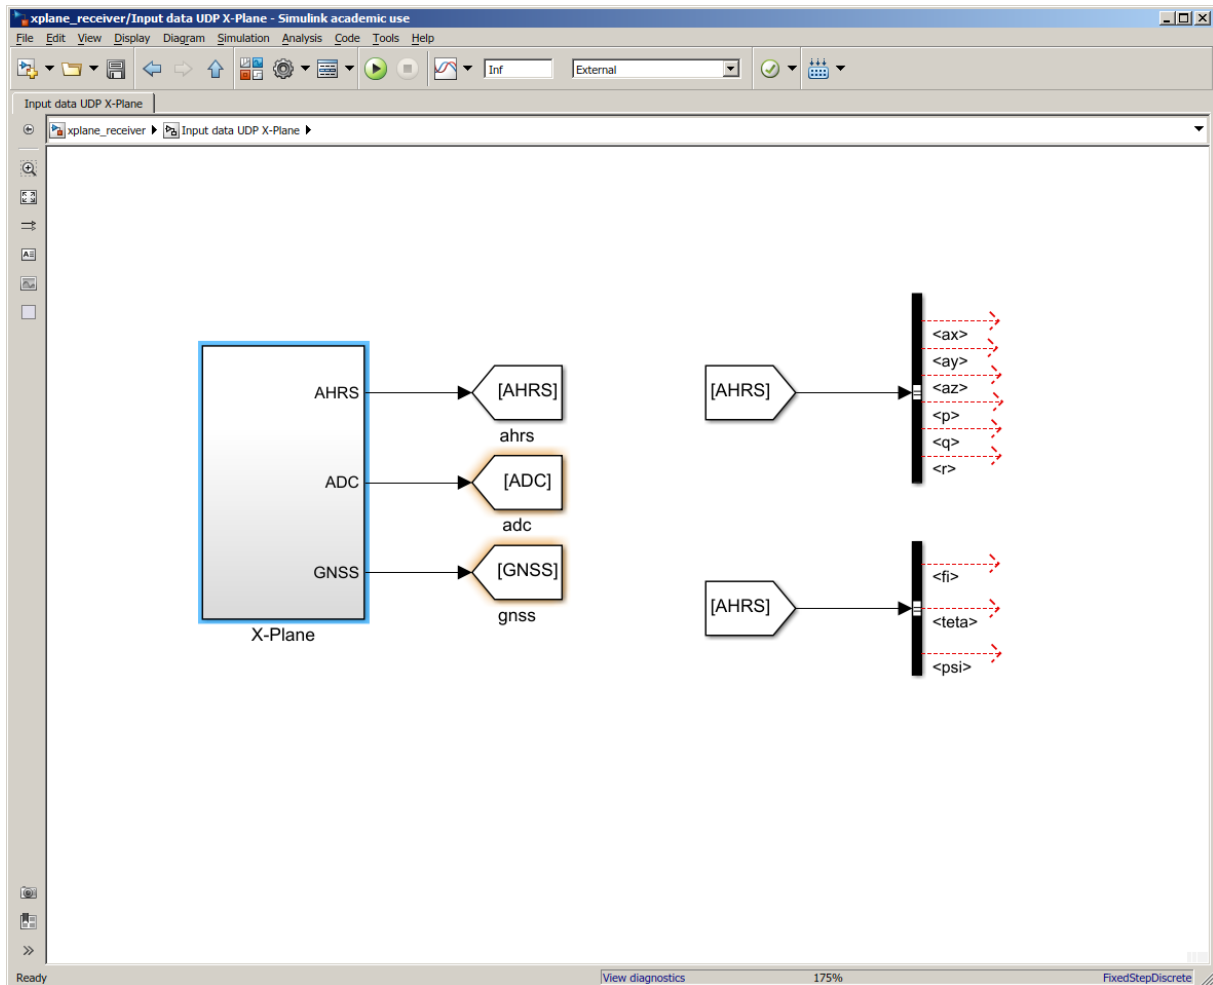 xplane_receiver/Input data UDP X-Plane - Simulink academic use
File Edit View Display Diagram Simulation Analysis Code Tools Help
Inf External
Input data UDP X-Plane
xplane_receiver Input data UDP X-Plane
AHRS
ADC
GNSS
X-Plane
[AHRS]
ahrs
[ADC]
adc
[GNSS]
gnss
[AHRS]
<ax>
<ay>
<az>
<p>
<q>
<r>
[AHRS]
<fi>
<teta>
<psi>
Ready View diagnostics 175% FixedStepDiscrete